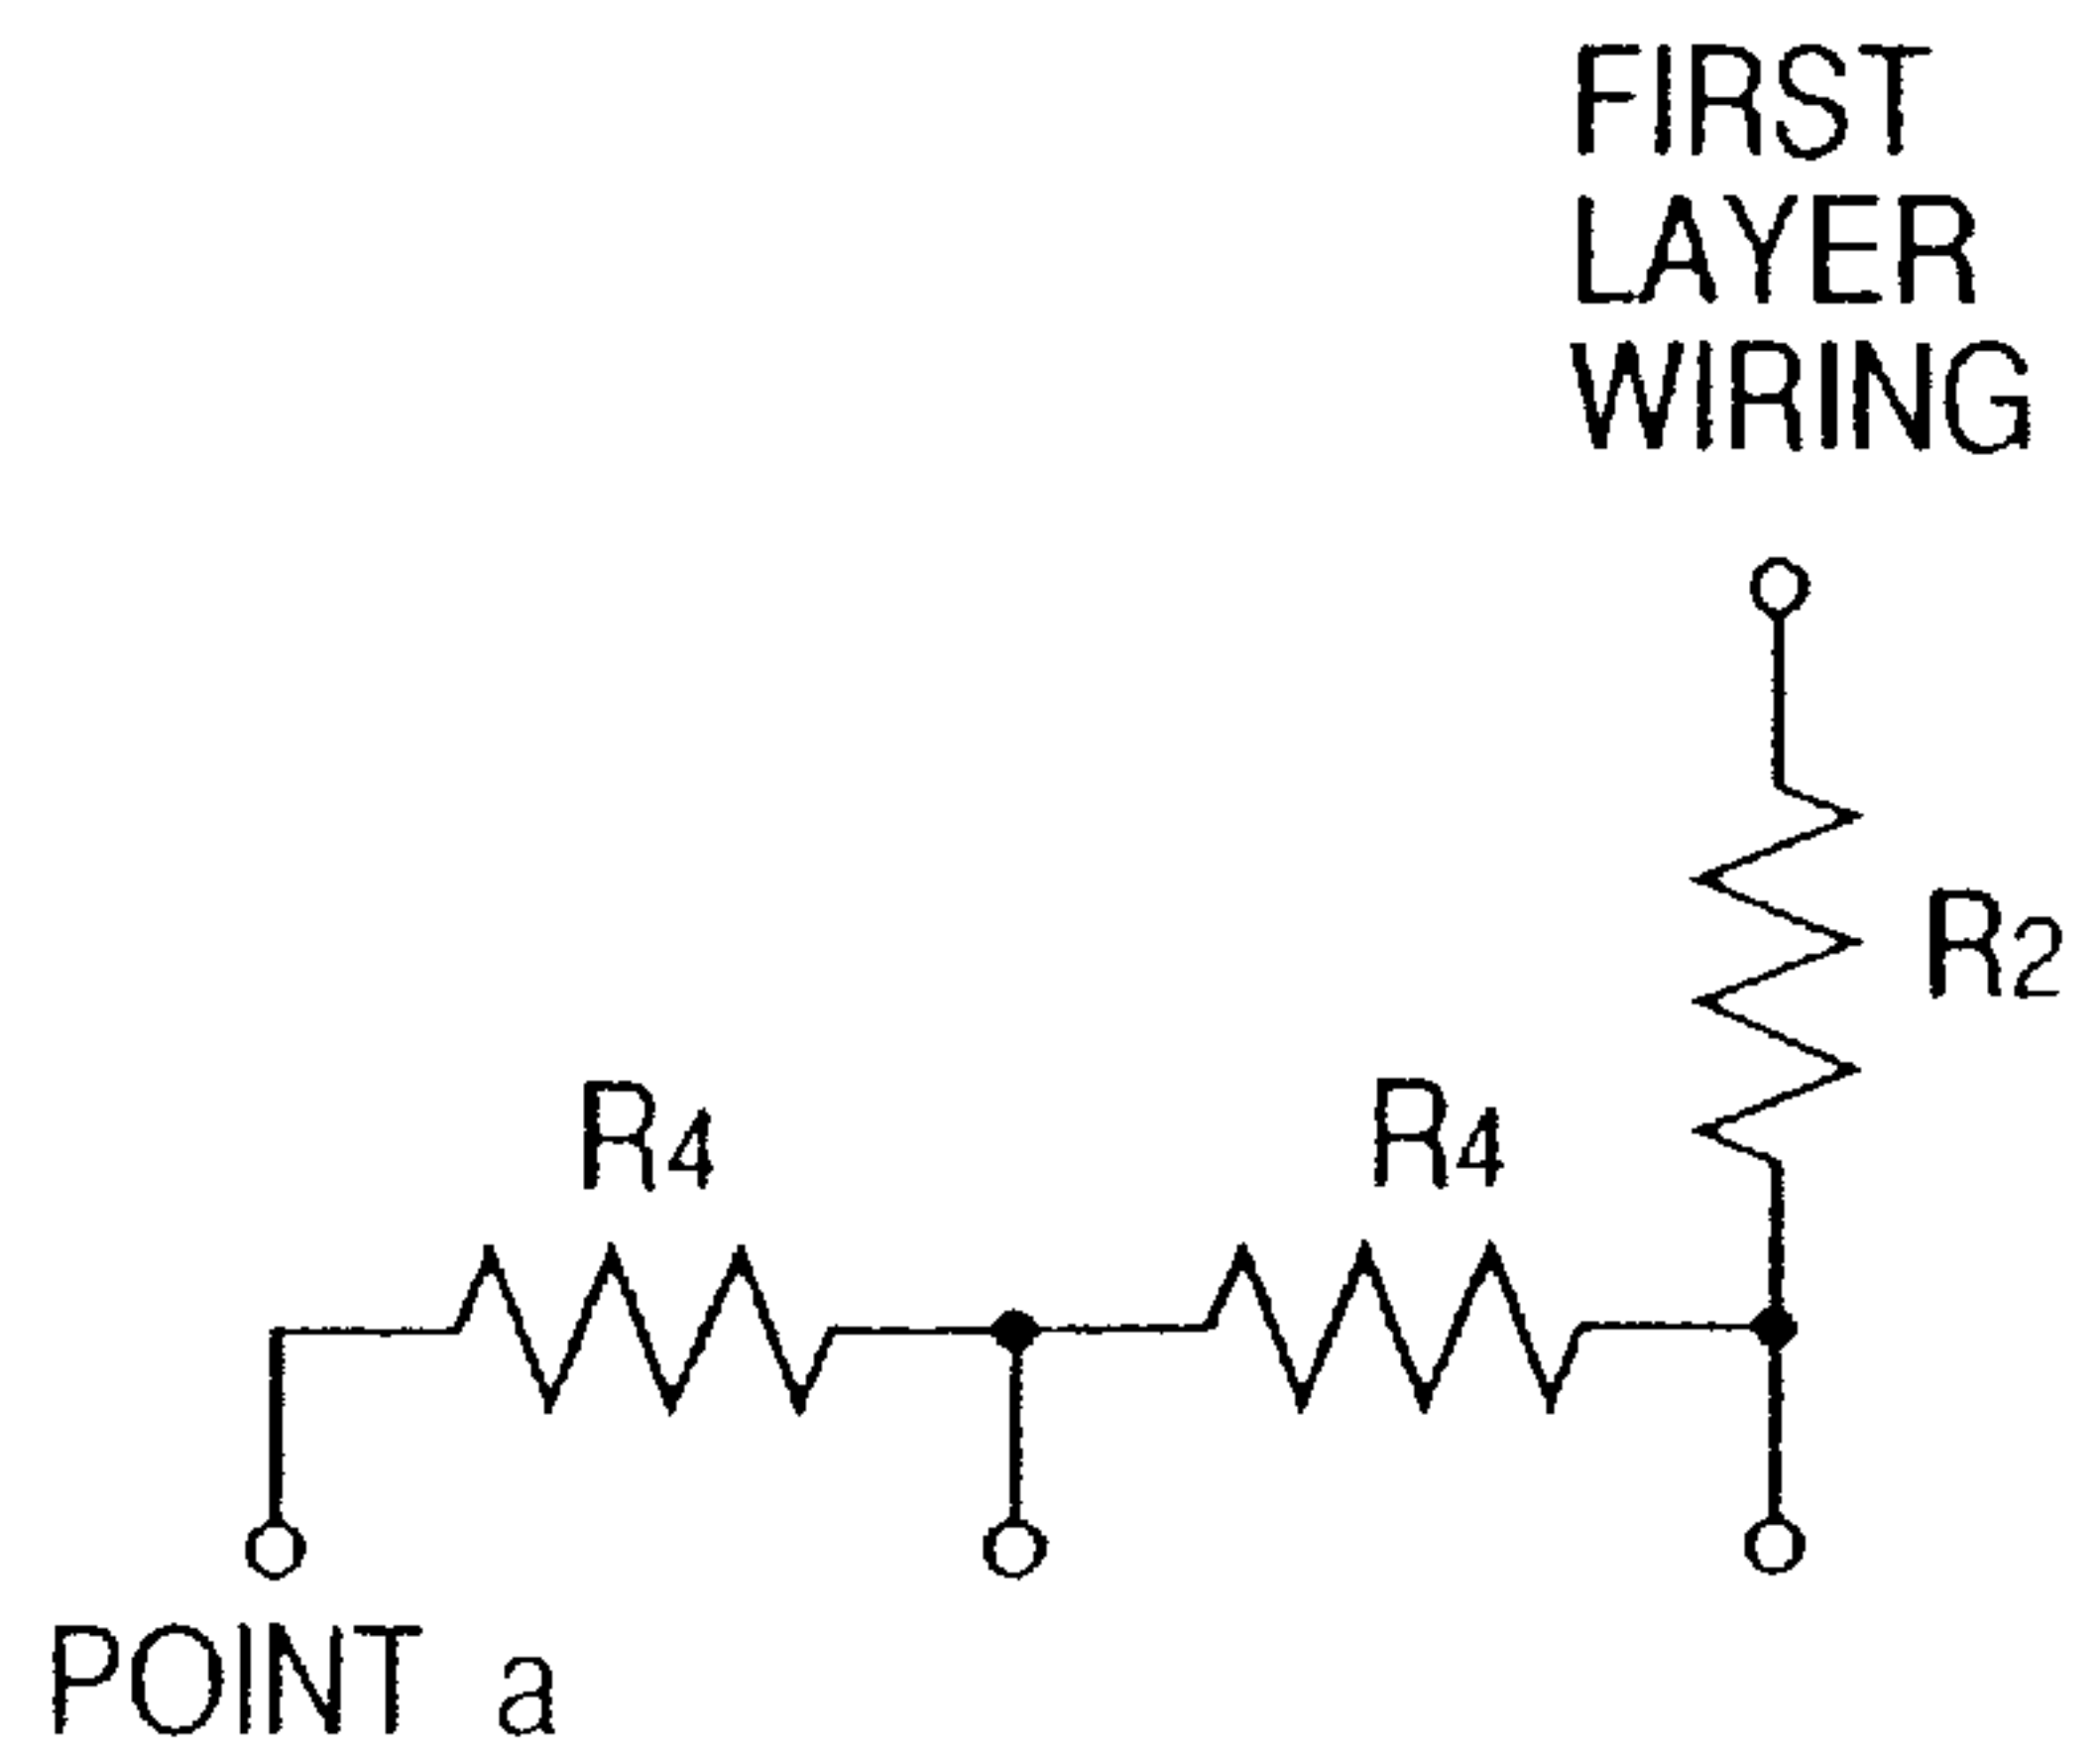 FIRST
LAYER
WIRING
R2
R4
R4
POINT a